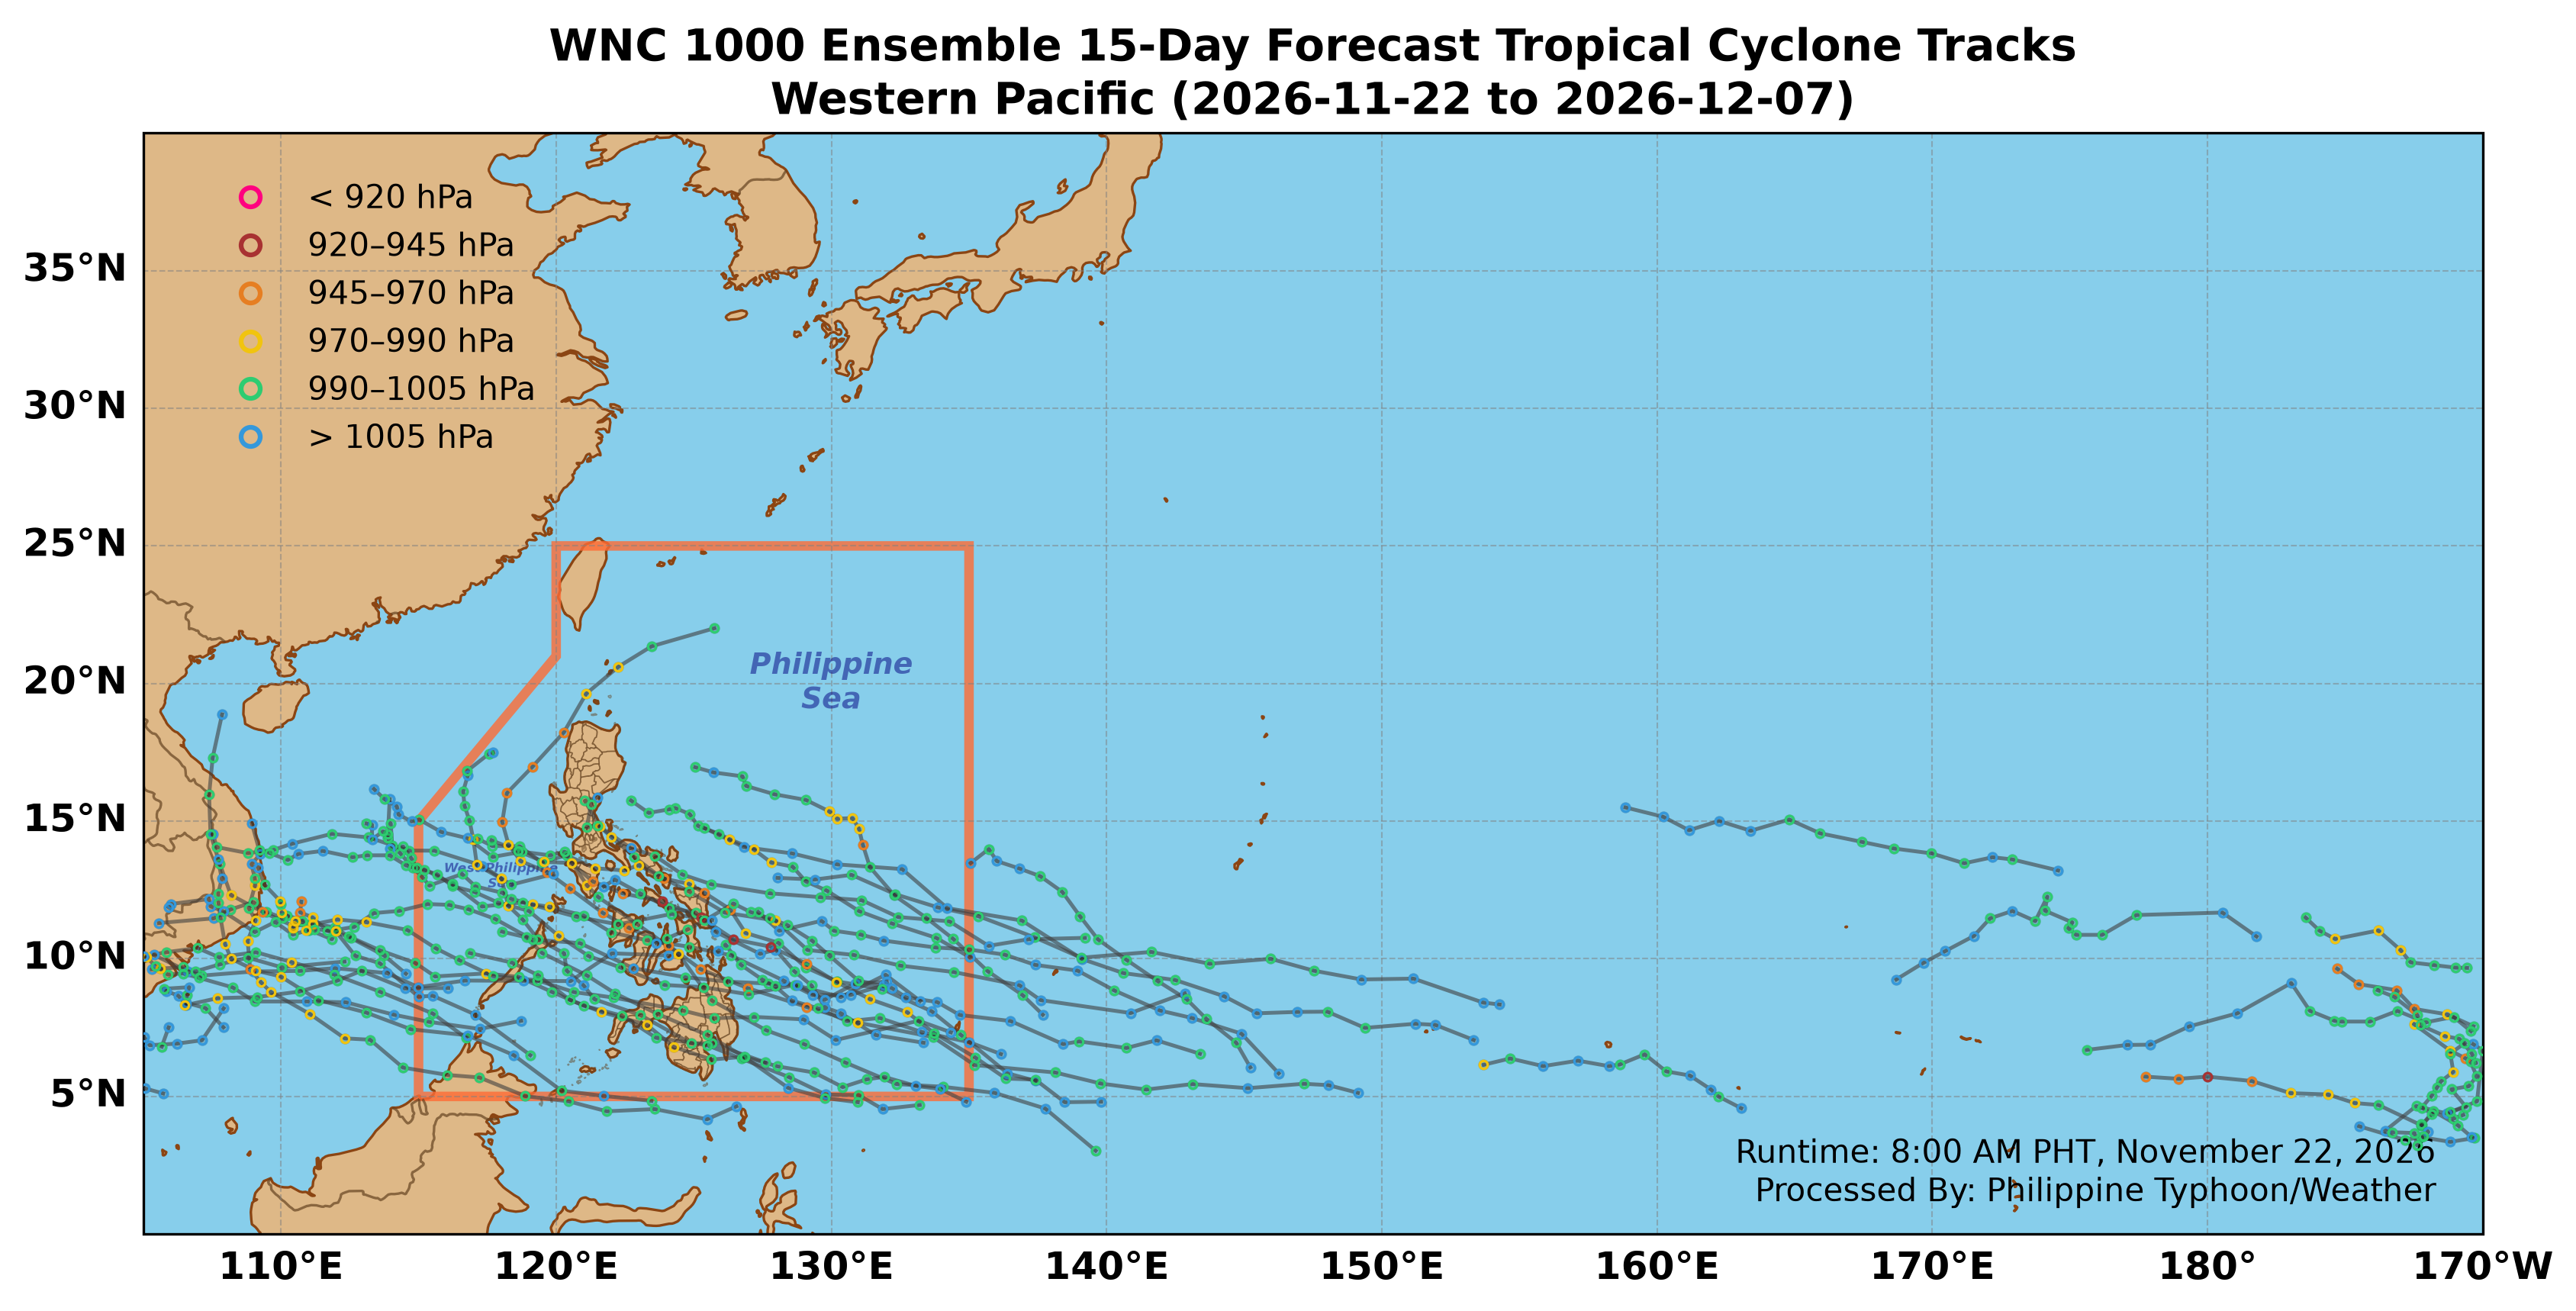 WNC 1000 Ensemble 15-Day Forecast Tropical Cyclone Tracks
Western Pacific (2026-11-22 to 2026-12-07)
< 920 hPa
920–945 hPa
945–970 hPa
970–990 hPa
990–1005 hPa
> 1005 hPa
35°N
30°N
25°N
20°N
15°N
10°N
5°N
Philippine
Sea
West Philippine
Sea
Runtime: 8:00 AM PHT, November 22, 2026
Processed By: Philippine Typhoon/Weather
110°E
120°E
130°E
140°E
150°E
160°E
170°E
180°
170°W